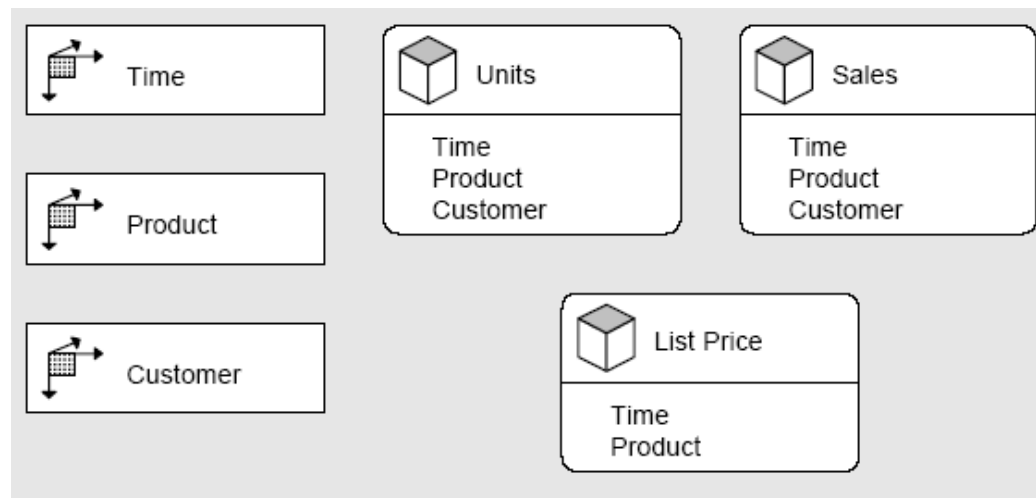 Time
Product
Customer
Units
Time
Product
Customer
Sales
Time
Product
Customer
List Price
Time
Product